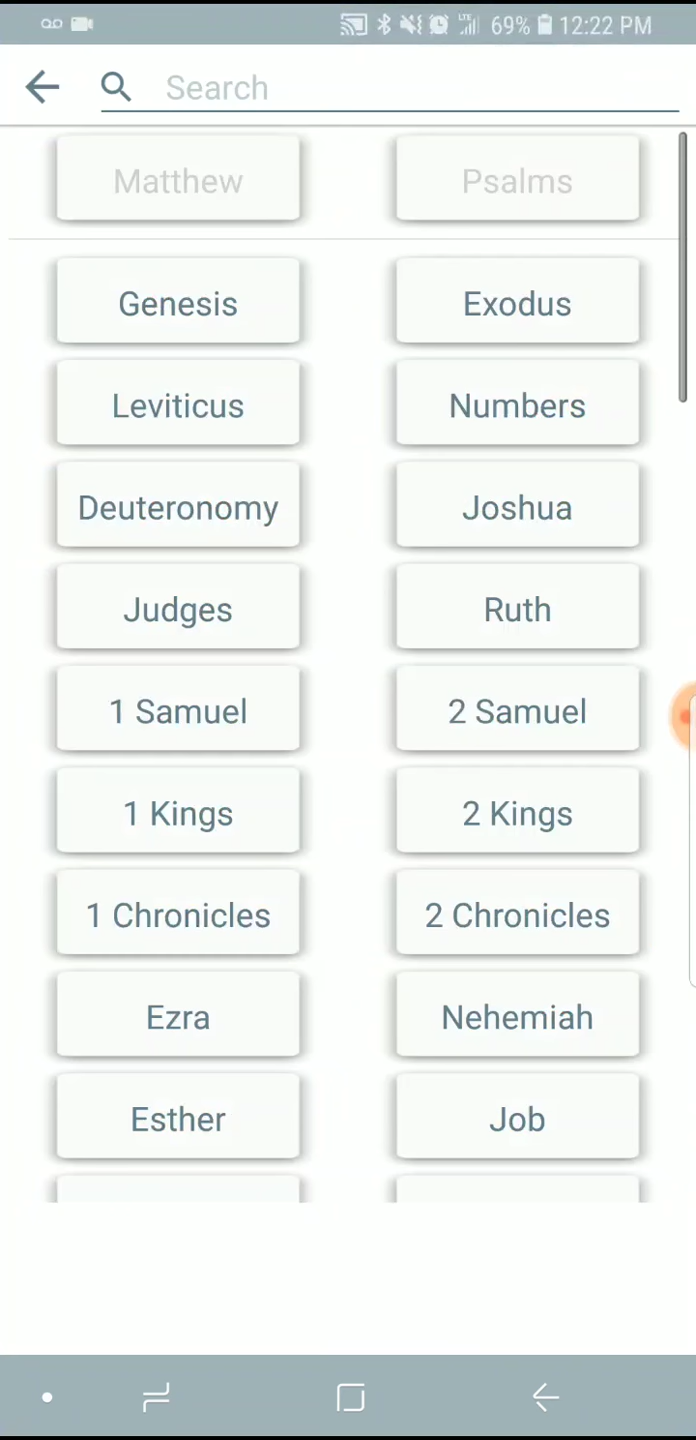 LTE 69% 12:22 PM
Search
Matthew Psalms
Genesis Exodus
Leviticus Numbers
Deuteronomy Joshua
Judges Ruth
1 Samuel 2 Samuel
1 Kings 2 Kings
1 Chronicles 2 Chronicles
Ezra Nehemiah
Esther Job